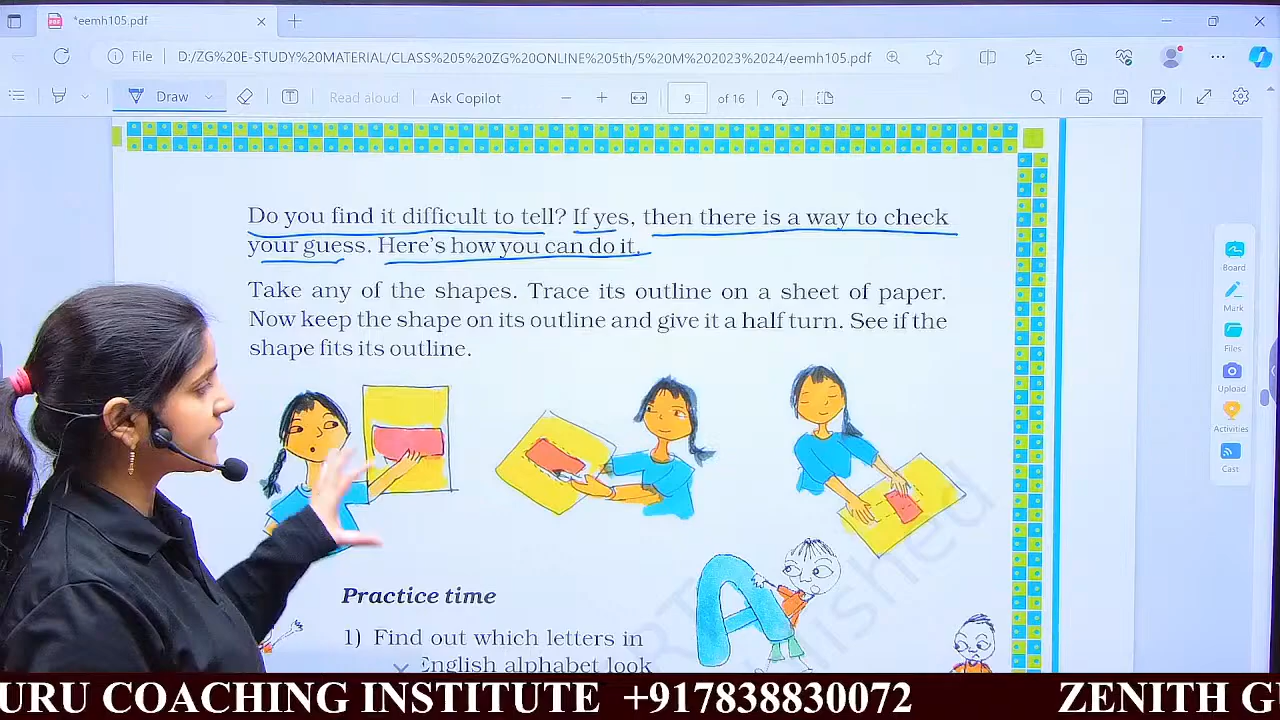 *eemh105.pdf
File
D:/ZG%20E-STUDY%20MATERIAL/CLASS%205%20ZG%20ONLINE%205th/5%20M%202023%2024/eemh105.pdf
Draw
Read aloud
Ask Copilot
9
of 16
Do you find it difficult to tell? If yes, then there is a way to check
your guess. Here's how you can do it.
Take any of the shapes. Trace its outline on a sheet of paper.
Now keep the shape on its outline and give it a half turn. See if the
shape fits its outline.
Practice time
1) Find out which letters in
English alphabet look
A
Board
Mark
Files
Upload
Activities
Cast
URU COACHING INSTITUTE +917838830072 ZENITH G